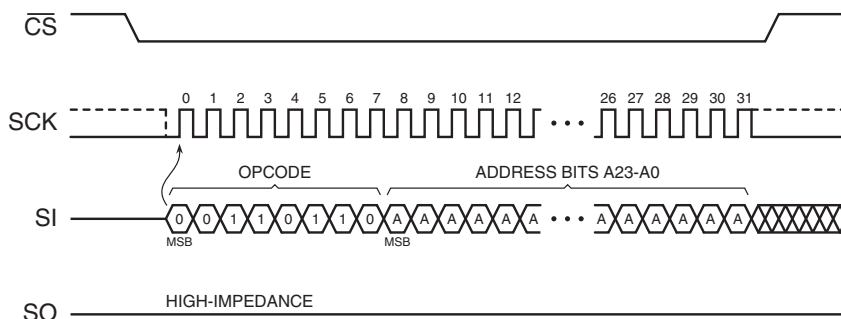 CS
0 1 2 3 4 5 6 7 8 9 10 11 12 26 27 28 29 30 31
SCK
OPCODE ADDRESS BITS A23-A0
SI 0 0 1 1 0 1 1 0 A A A A A A A A A A A A
MSB MSB
HIGH-IMPEDANCE
SO